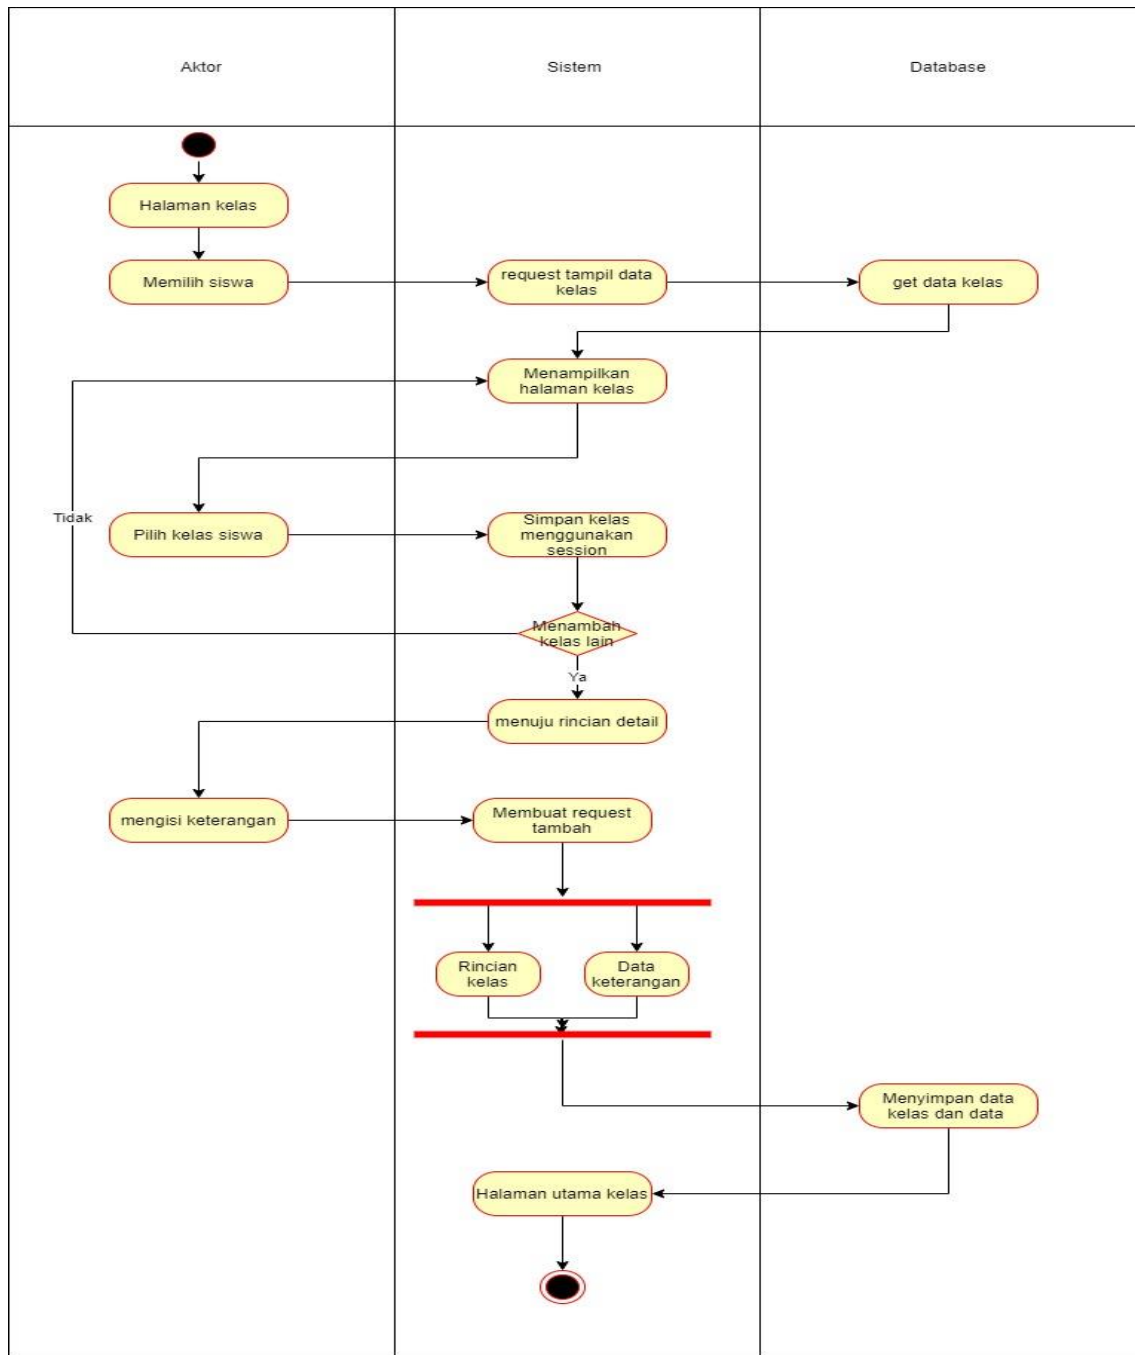 Aktor
Sistem
Database
Halaman kelas
Memilih siswa
request tampil data
kelas
get data kelas
Menampilkan
halaman kelas
Tidak
Pilih kelas siswa
Simpan kelas
menggunakan
session
Menambah
kelas lain
Ya
menuju rincian detail
mengisi keterangan
Membuat request
tambah
Rincian
kelas
Data
keterangan
Menyimpan data
kelas dan data
Halaman utama kelas